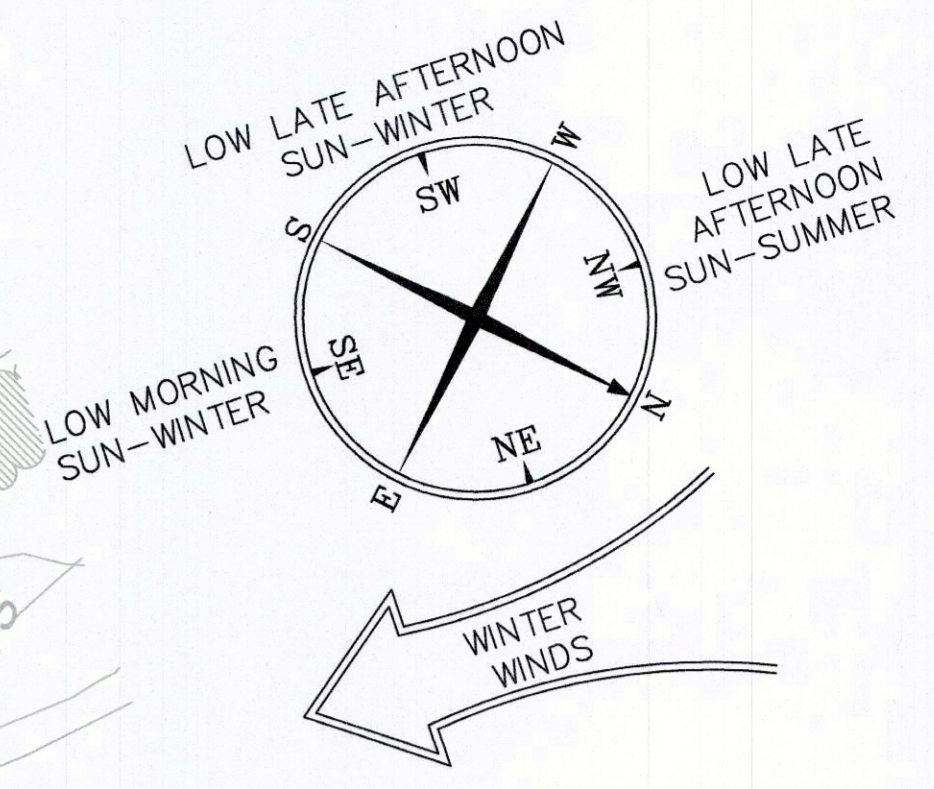 LOW LATE AFTERNOON
SUN-WINTER
W
LOW LATE
AFTERNOON
SUN-SUMMER
SW
S
NW
SE
LOW MORNING
SUN-WINTER
N
NE
E
WINTER
WINDS